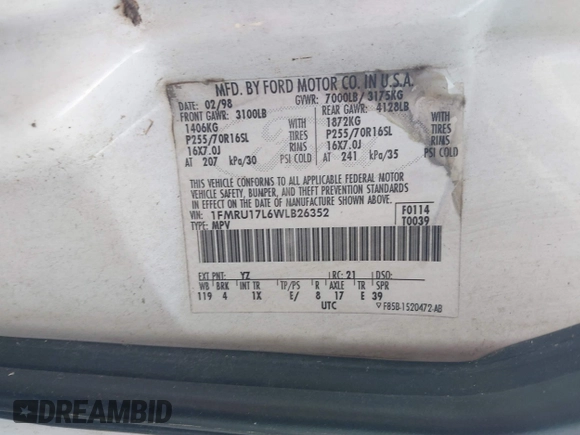 MFD. BY FORD MOTOR CO. IN U.S.A.
DATE: 02/98 GVWR: 7000LB/ 3175KG
FRONT GAWR: 3100LB REAR GAWR: 4128LB
1406KG 1872KG
P255/70R16SL TIRES P255/70R16SL TIRES
16X7.0J RIMS 16X7.0J RIMS
AT 207 kPa/30 PSI COLD AT 241 kPa/35 PSI COLD
THIS VEHICLE CONFORMS TO ALL APPLICABLE FEDERAL MOTOR
VEHICLE SAFETY, BUMPER, AND THEFT PREVENTION STANDARDS
IN EFFECT ON THE DATE OF MANUFACTURE SHOWN ABOVE.
VIN: 1FMRU17L6WLB26352 F0114
TYPE: MPV T0039
EXT PNT: YZ RC: 21 DSO:
WB BRK INT TR TP/PS R AXLE TR SPR
119 4 1X E/ 8 17 E 39
UTC F85B-1520472-AB
DREAMBID